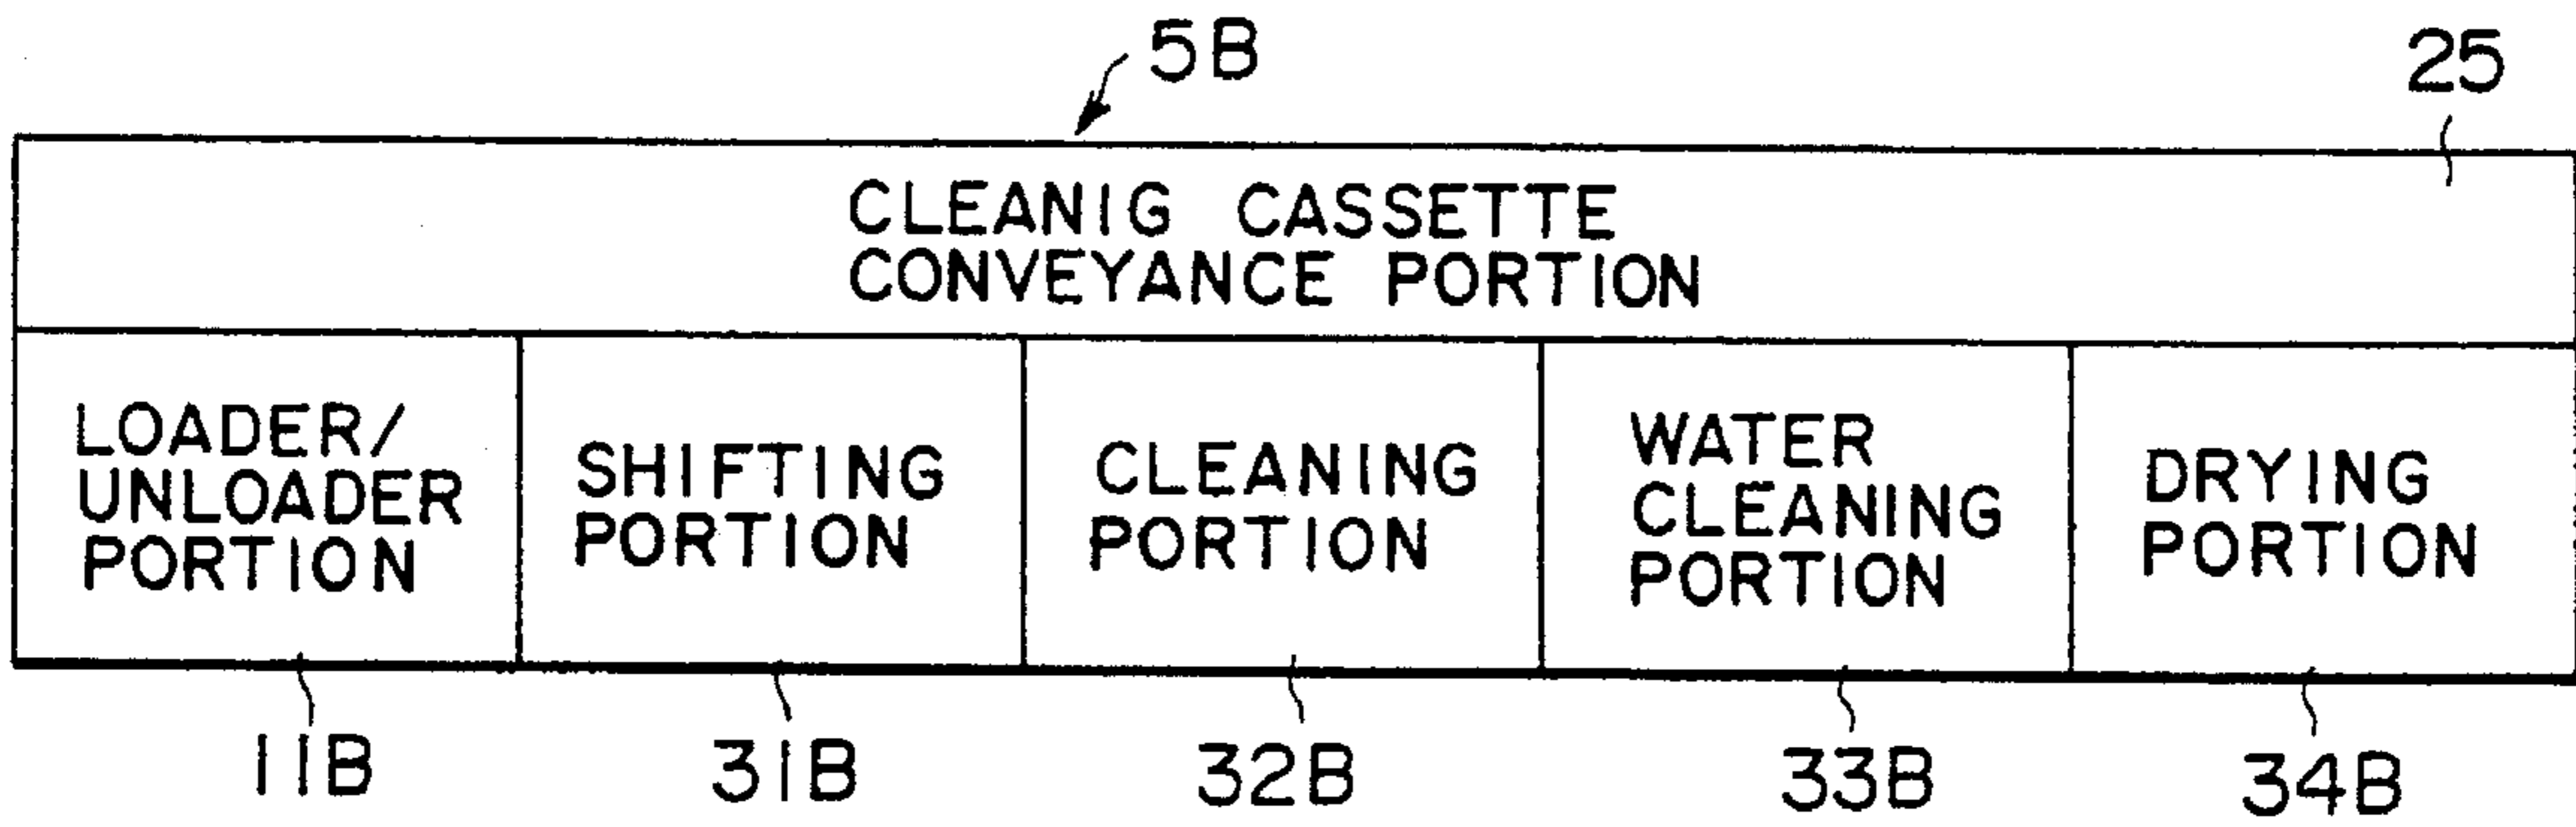 5B
25
CLEANIG CASSETTE
CONVEYANCE PORTION
LOADER/
UNLOADER
PORTION
SHIFTING
PORTION
CLEANING
PORTION
WATER
CLEANING
PORTION
DRYING
PORTION
11B
31B
32B
33B
34B